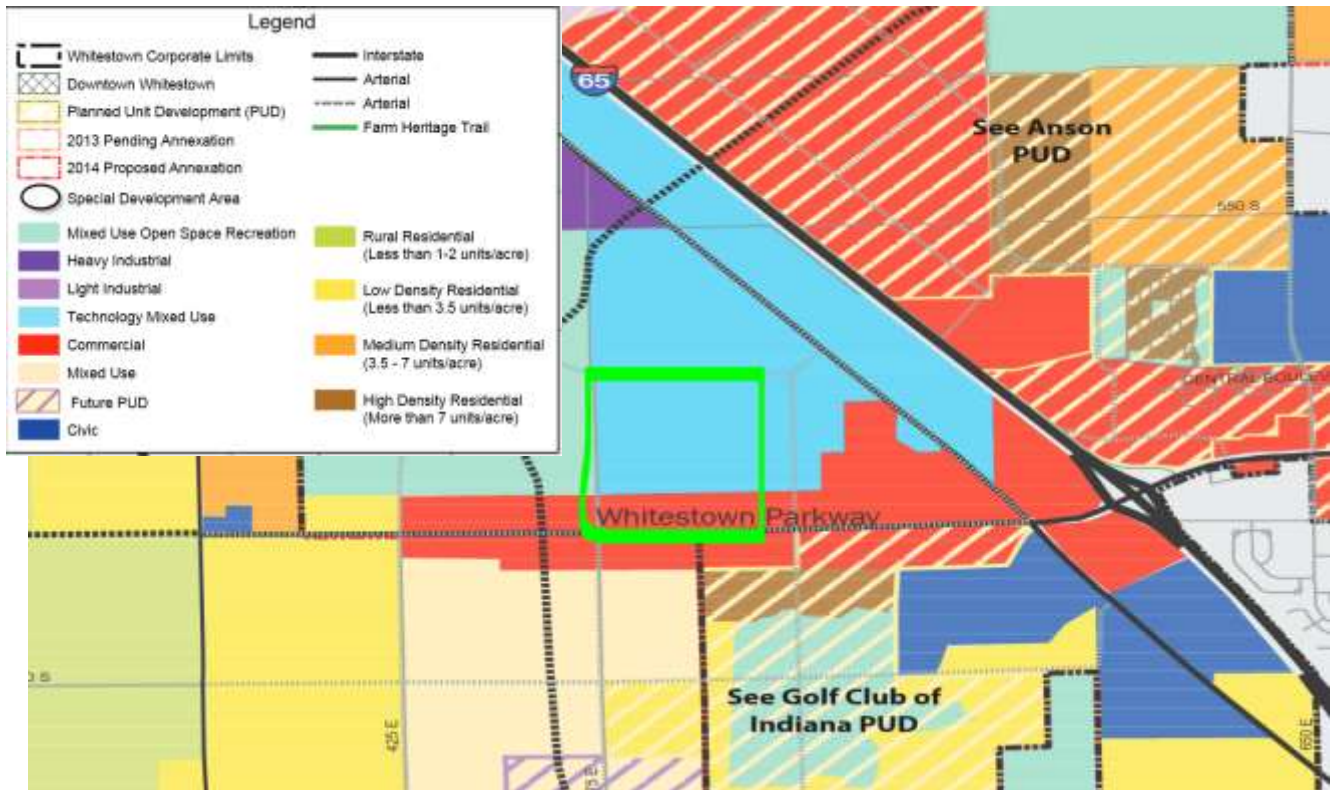 Legend
Whitestown Corporate Limits
Downtown Whitestown
Planned Unit Development (PUD)
2013 Pending Annexation
2014 Proposed Annexation
Special Development Area
Mixed Use Open Space Recreation
Heavy Industrial
Light Industrial
Technology Mixed Use
Commercial
Mixed Use
Future PUD
Civic
Interstate
Arterial
Arterial
Farm Heritage Trail
Rural Residential
(Less than 1-2 units/acre)
Low Density Residential
(Less than 3.5 units/acre)
Medium Density Residential
(3.5 - 7 units/acre)
High Density Residential
(More than 7 units/acre)
65
See Anson
PUD
550 S
CENTRAL BOULEV
Whitestown Parkway
See Golf Club of
Indiana PUD
0 S
425 E
5 E
650 E